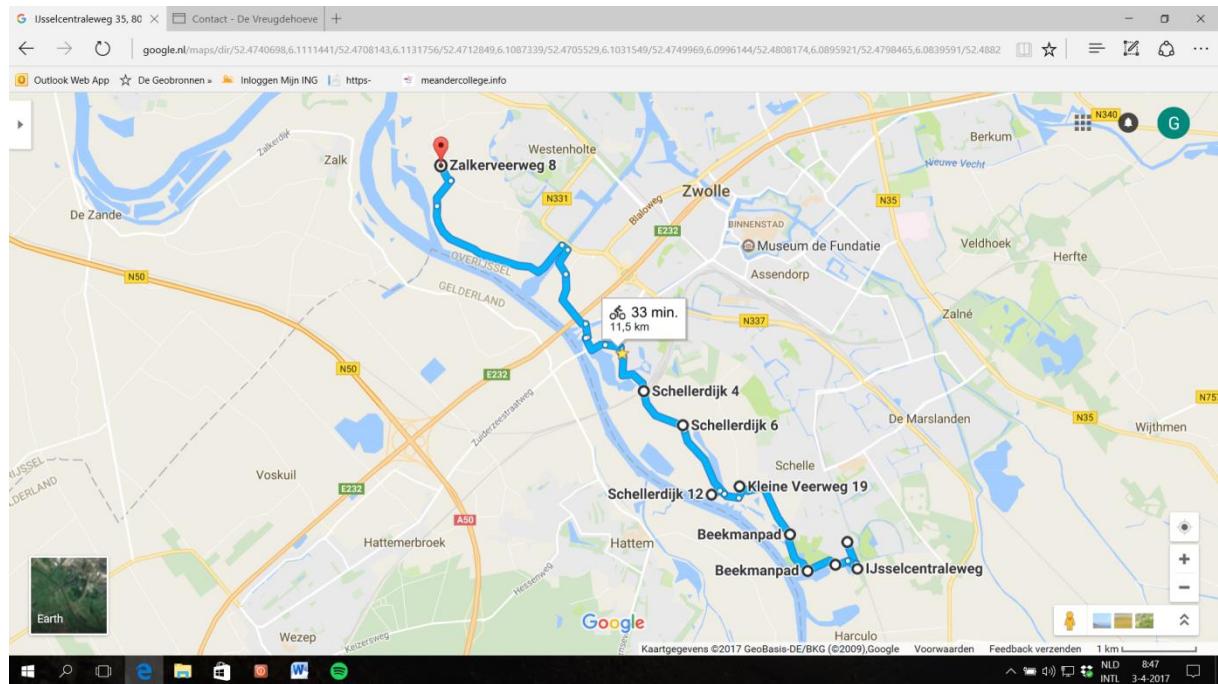 IJsselcentraleweg 35, 80
Contact - De Vreugdehoeve
google.nl/maps/dir/52.4740698,6.1111441/52.4708143,6.1131756/52.4712849,6.1087339/52.4705529,6.1031549/52.4749969,6.0996144/52.4808174,6.0895921/52.4798465,6.0839591/52.4882
Outlook Web App
De Geobronnen »
Inloggen Mijn ING
https-
meandercollege.info
N340
G
Berkum
Zalkerdijk
Zalk
Westenholte
Nieuwe Vecht
Zalkerveerweg 8
Zwolle
N331
Blaloweg
N35
De Zande
BINNENSTAD
E232
Museum de Fundatie
Veldhoek
Herfte
OVERIJSSEL
GELDERLAND
N50
Assendorp
33 min.
11,5 km
N337
Zalné
N50
E232
Schellerdijk 4
Zuiderzeestraatweg
N757
De Marslanden
N35
Wijthmen
Schellerdijk 6
IJSSEL
DERLAND
Voskuil
Schelle
E232
Schellerdijk 12
Kleine Veerweg 19
A50
Beekmanpad
Hattemerbroek
Hattem
Beekmanpad
IJsselcentraleweg
Hessenweg
Earth
Google
Wezep
Keizersweg
Harculo
Kaartgegevens ©2017 GeoBasis-DE/BKG (©2009),Google
Voorwaarden
Feedback verzenden
1 km
W
NLD
INTL
8:47
3-4-2017